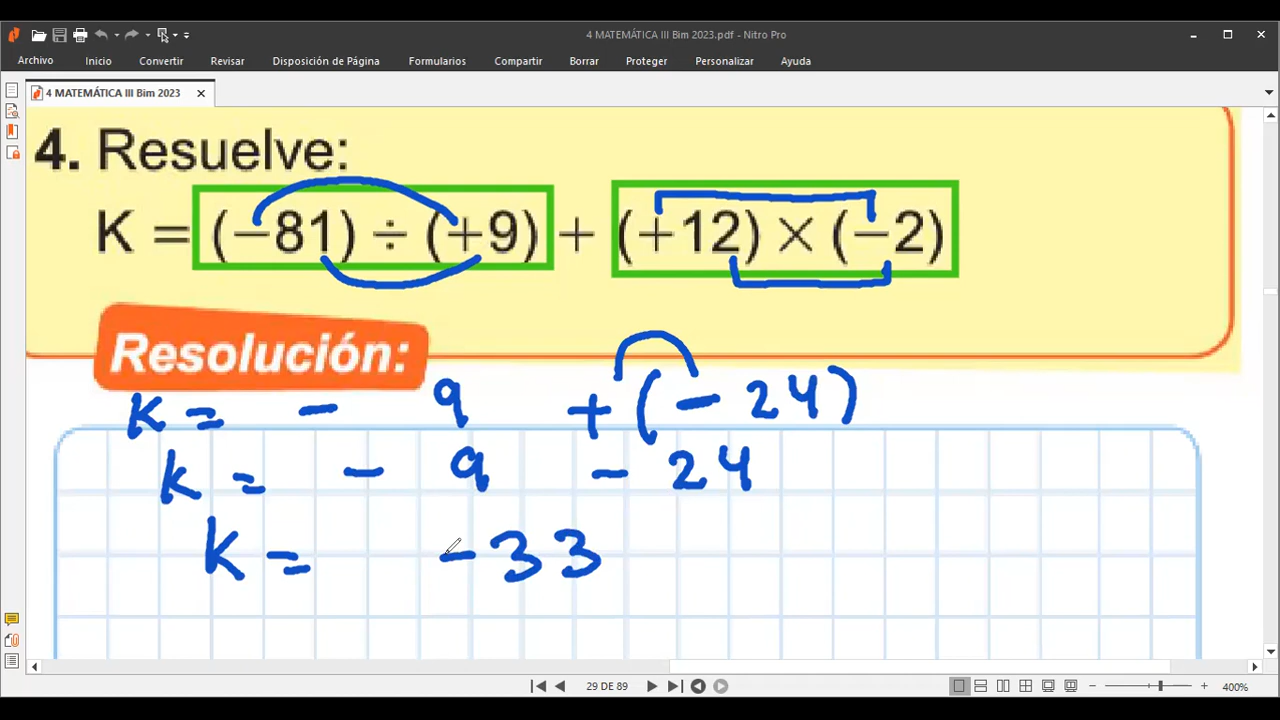 4 MATEMÁTICA III Bim 2023.pdf - Nitro Pro
Archivo Inicio Convertir Revisar Disposición de Página Formularios Compartir Borrar Proteger Personalizar Ayuda
4 MATEMÁTICA III Bim 2023
4. Resuelve:
K = (−81) ÷ (+9) + (+12) × (−2)
Resolución:
K = - 9 + (- 24)
K = - 9 - 24
K = - 33
29 DE 89
400%